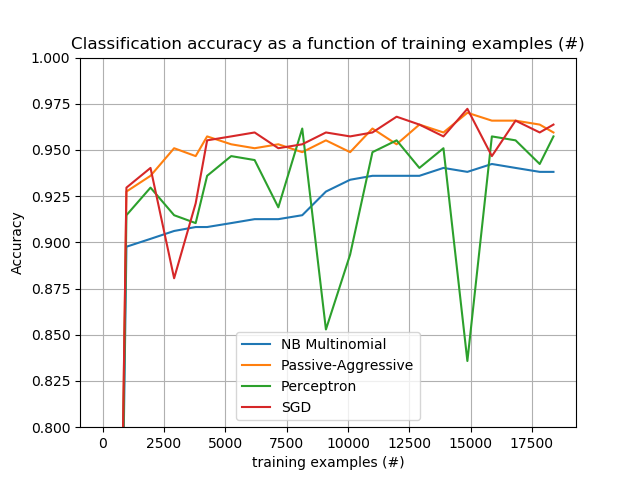 Classification accuracy as a function of training examples (#)
1.000
0.975
0.950
0.925
0.900
0.875
0.850
0.825
0.800
Accuracy
NB Multinomial
Passive-Aggressive
Perceptron
SGD
0 2500 5000 7500 10000 12500 15000 17500
training examples (#)